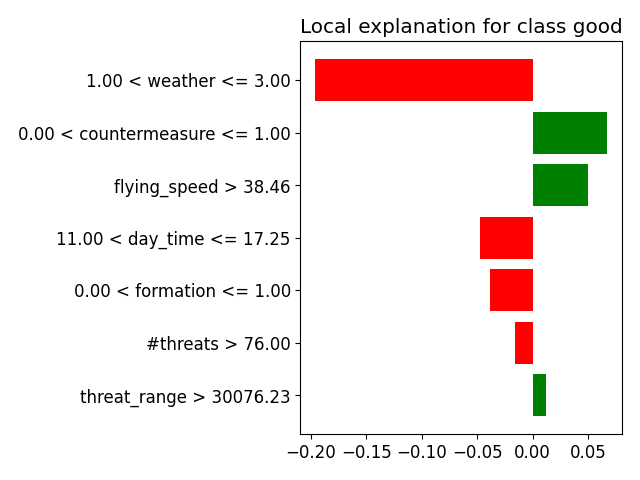 Local explanation for class good
1.00 < weather <= 3.00
0.00 < countermeasure <= 1.00
flying_speed > 38.46
11.00 < day_time <= 17.25
0.00 < formation <= 1.00
#threats > 76.00
threat_range > 30076.23
−0.20 −0.15 −0.10 −0.05 0.00 0.05